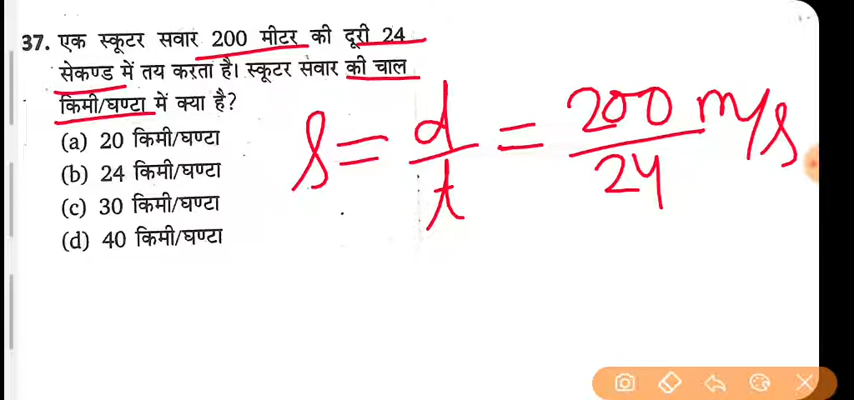 37. एक स्कूटर सवार 200 मीटर की दूरी 24
सेकण्ड में तय करता है। स्कूटर सवार की चाल
किमी/घण्टा में क्या है?
(a) 20 किमी/घण्टा
(b) 24 किमी/घण्टा
(c) 30 किमी/घण्टा
(d) 40 किमी/घण्टा
s = d/t = 200/24 m/s